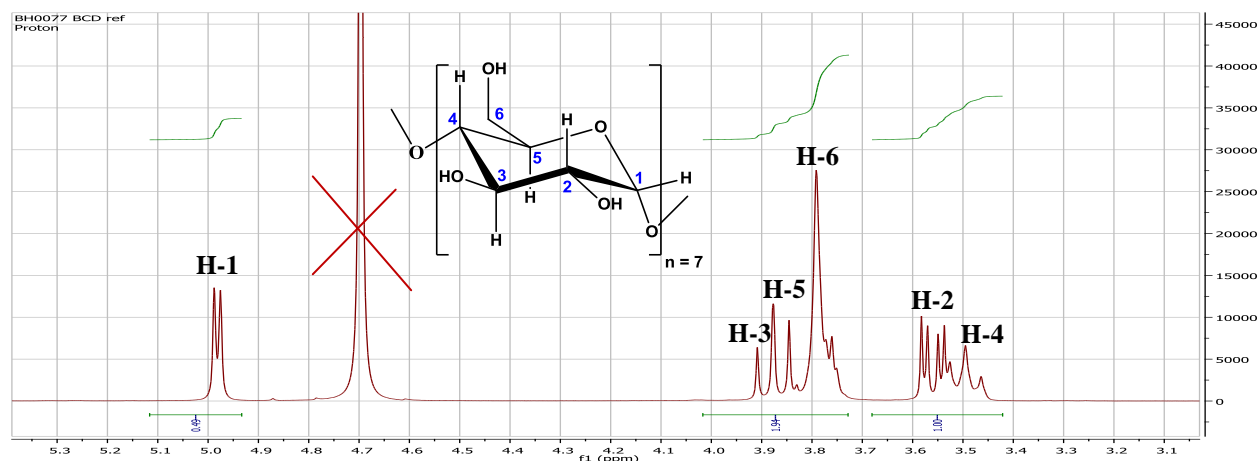 BH0077 BCD ref
Proton
45000
40000
35000
30000
25000
20000
15000
10000
5000
0
OH
H
6
4
H
O
O
5
HO
3
2
1
H
H
OH
O
H
n = 7
H-1
H-6
H-5
H-3
H-2
H-4
0.49
1.94
1.00
5.3 5.2 5.1 5.0 4.9 4.8 4.7 4.6 4.5 4.4 4.3 4.2 4.1 4.0 3.9 3.8 3.7 3.6 3.5 3.4 3.3 3.2 3.1
f1 (ppm)